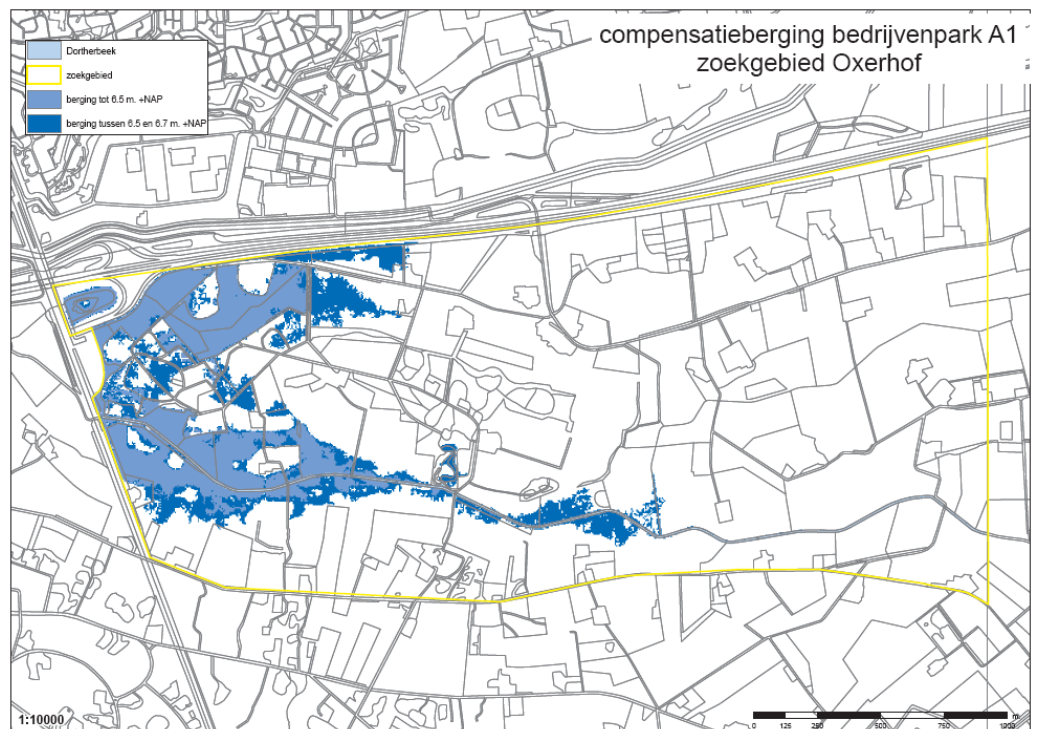 compensatieberging bedrijvenpark A1
zoekgebied Oxerhof
Dortherbeek
zoekgebied
berging tot 6.5 m. +NAP
berging tussen 6.5 en 6.7 m. +NAP
1:10000
m
0 125 250 500 750 1000